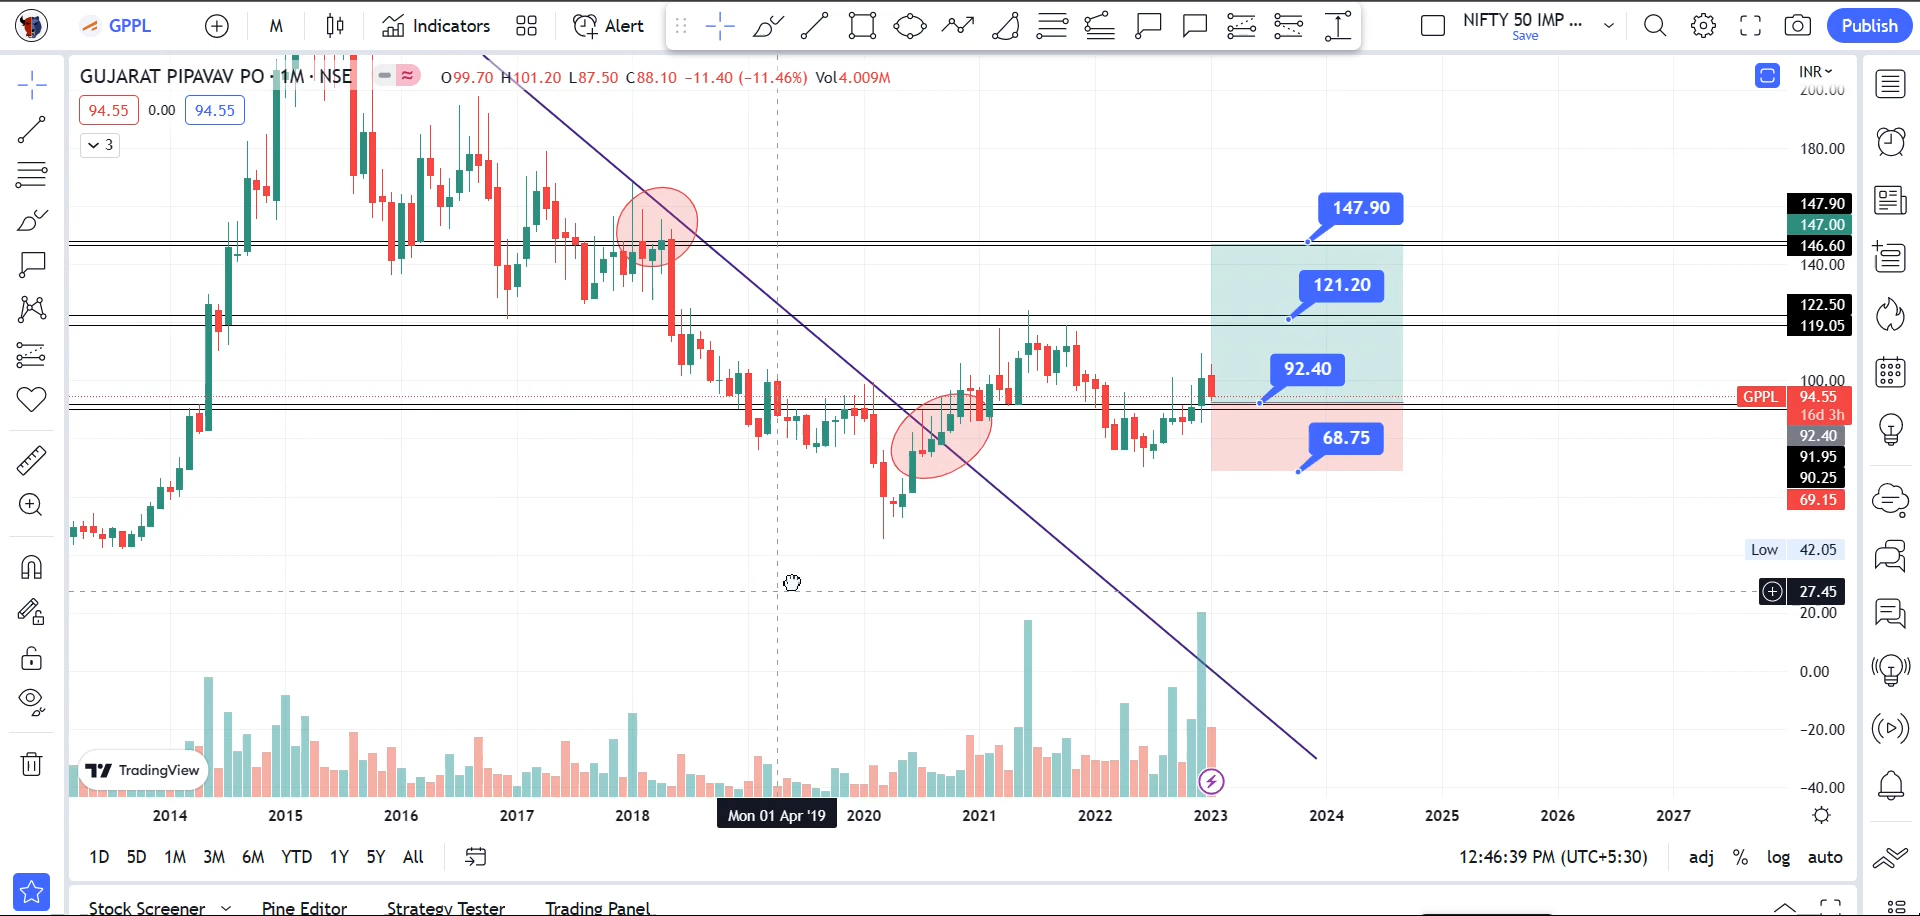 GPPL
M
Indicators
Alert
NIFTY 50 IMP ...
Save
Publish
GUJARAT PIPAVAV PO · 1M · NSE
O99.70 H101.20 L87.50 C88.10 −11.40 (−11.46%) Vol4.009M
INR
94.55 0.00 94.55
3
200.00
180.00
147.90
147.00
146.60
140.00
122.50
119.05
100.00
GPPL 94.55
16d 3h
92.40
91.95
90.25
69.15
Low 42.05
27.45
20.00
0.00
−20.00
−40.00
147.90
121.20
92.40
68.75
TradingView
2014 2015 2016 2017 2018 Mon 01 Apr '19 2020 2021 2022 2023 2024 2025 2026 2027
1D 5D 1M 3M 6M YTD 1Y 5Y All
12:46:39 PM (UTC+5:30) adj % log auto
Stock Screener Pine Editor Strategy Tester Trading Panel